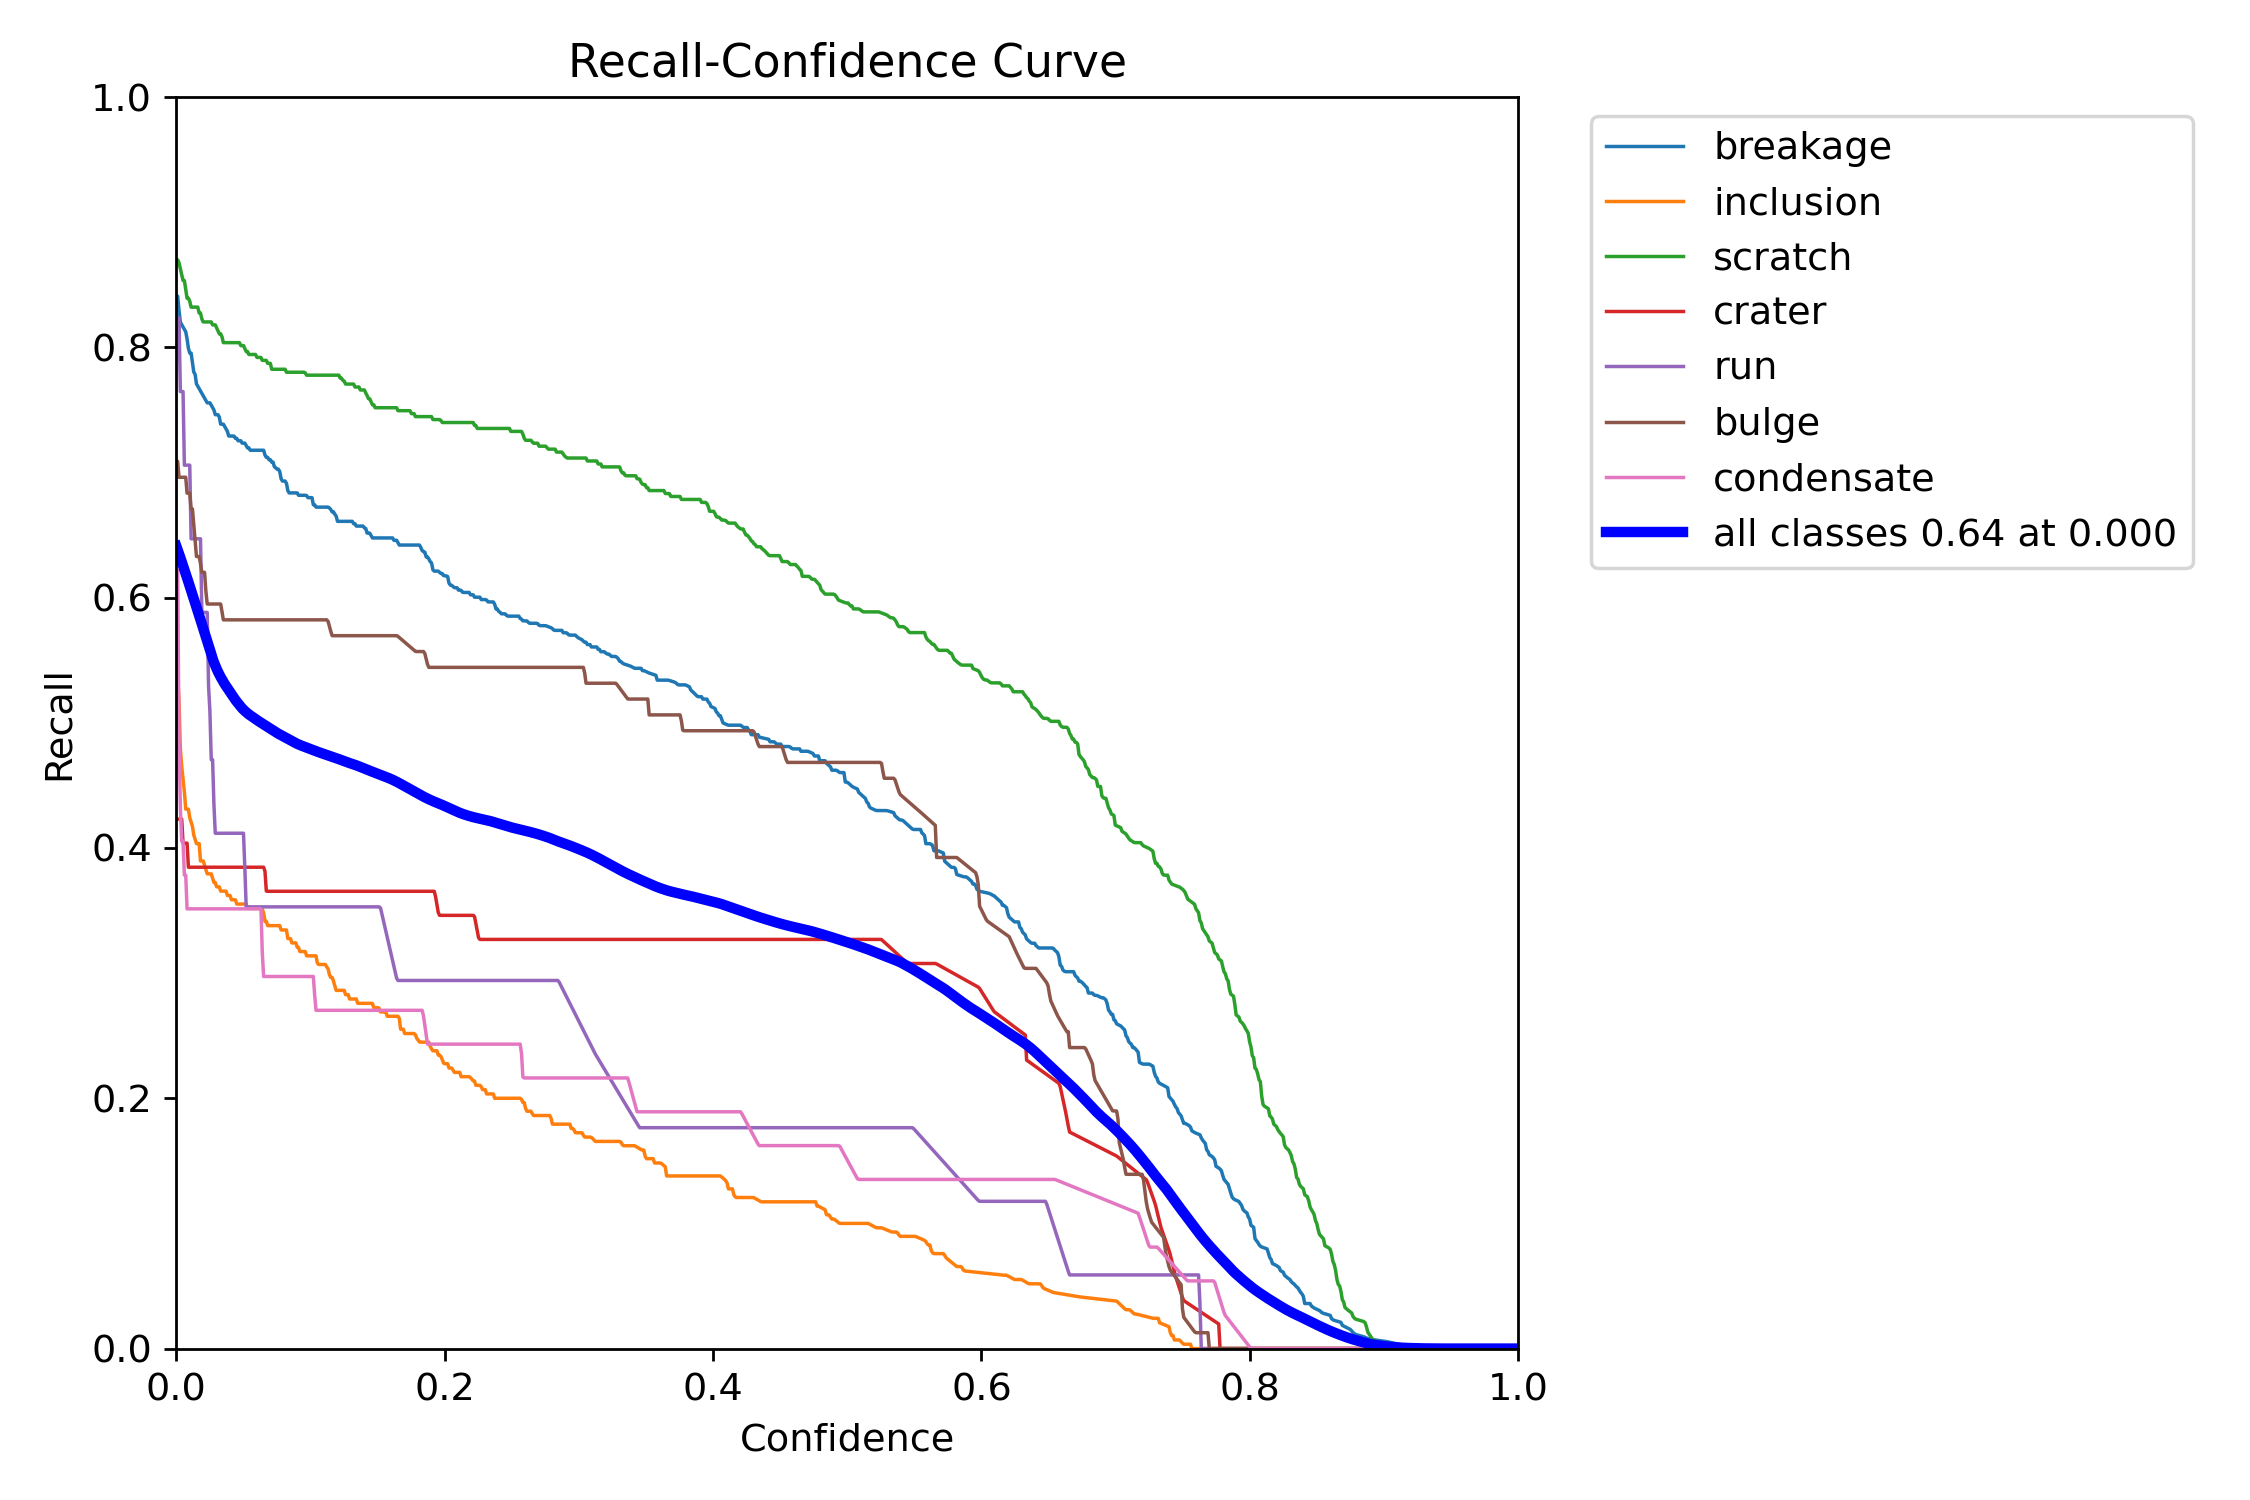 Recall-Confidence Curve
1.0
0.8
0.6
0.4
0.2
0.0
Recall
0.0 0.2 0.4 0.6 0.8 1.0
Confidence
breakage
inclusion
scratch
crater
run
bulge
condensate
all classes 0.64 at 0.000